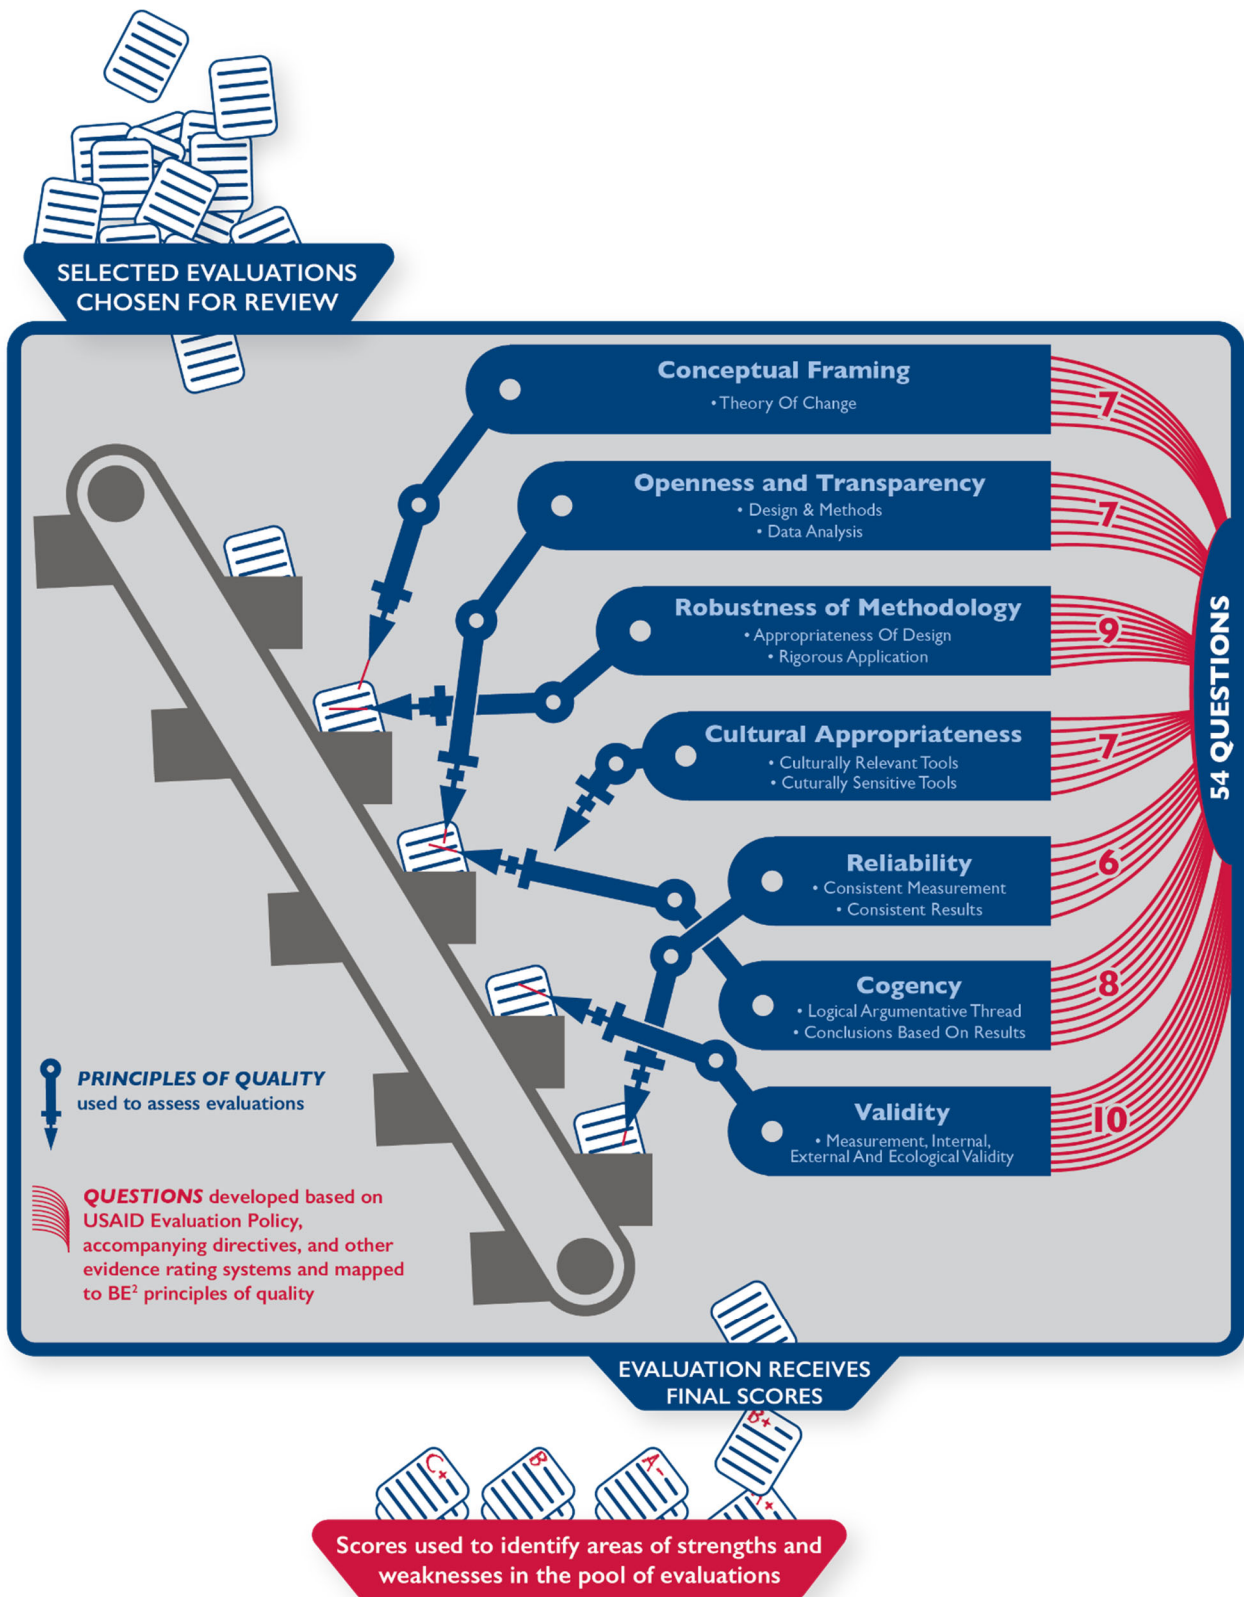 SELECTED EVALUATIONS
CHOSEN FOR REVIEW
Conceptual Framing
• Theory Of Change
7
Openness and Transparency
• Design & Methods
• Data Analysis
7
Robustness of Methodology
• Appropriateness Of Design
• Rigorous Application
9
Cultural Appropriateness
• Culturally Relevant Tools
• Cuturally Sensitive Tools
7
Reliability
• Consistent Measurement
• Consistent Results
6
Cogency
• Logical Argumentative Thread
• Conclusions Based On Results
8
Validity
• Measurement, Internal,
External And Ecological Validity
10
54 QUESTIONS
PRINCIPLES OF QUALITY
used to assess evaluations
QUESTIONS developed based on
USAID Evaluation Policy,
accompanying directives, and other
evidence rating systems and mapped
to BE² principles of quality
EVALUATION RECEIVES
FINAL SCORES
B+
C+
B
A-
Scores used to identify areas of strengths and
weaknesses in the pool of evaluations